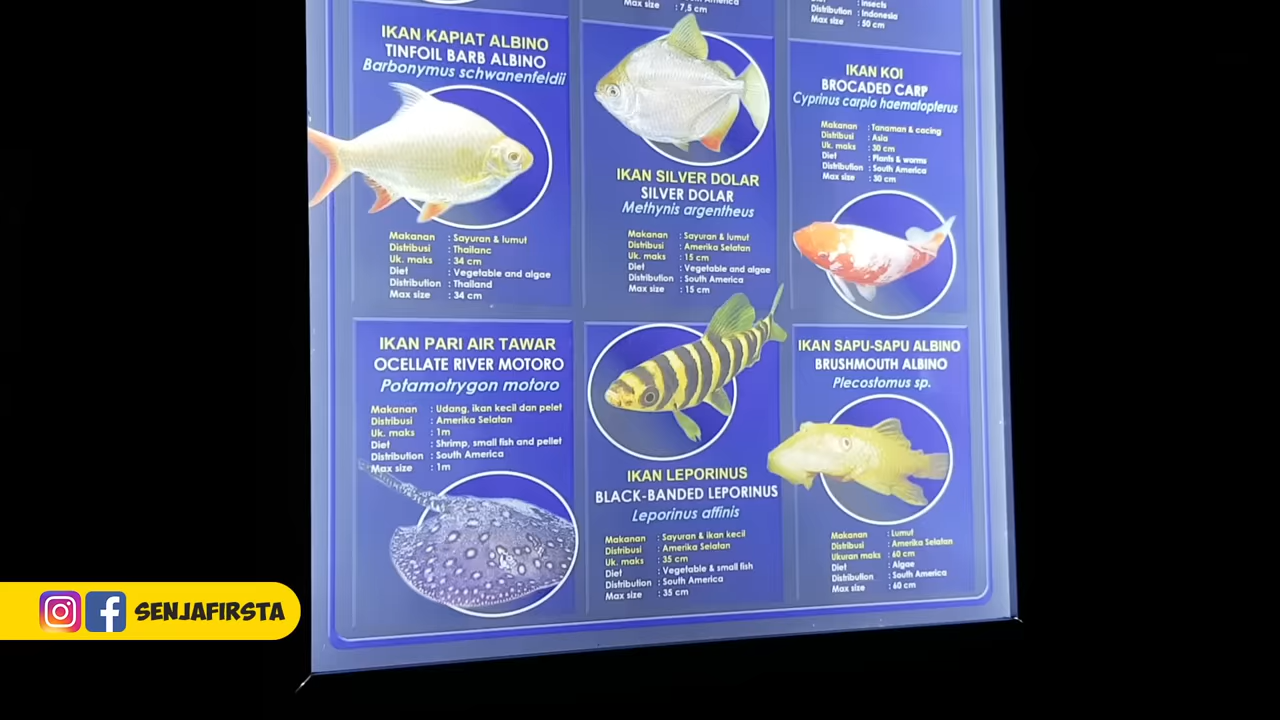 Max size : 7,5 cm
: Insects
Distribution : Indonesia
Max size : 50 cm
IKAN KAPIAT ALBINO
TINFOIL BARB ALBINO
Barbonymus schwanenfeldii
Makanan : Sayuran & lumut
Distribusi : Thailanc
Uk. maks : 34 cm
Diet : Vegetable and algae
Distribution : Thailand
Max size : 34 cm
IKAN SILVER DOLAR
SILVER DOLAR
Methynis argentheus
Makanan : Sayuran & lumut
Distribusi : Amerika Selatan
Uk. maks : 15 cm
Diet : Vegetable and algae
Distribution : South America
Max size : 15 cm
IKAN KOI
BROCADED CARP
Cyprinus carpio haematopterus
Makanan : Tanaman & cacing
Distribusi : Asia
Uk. maks : 30 cm
Diet : Plants & worms
Distribution : South America
Max size : 30 cm
IKAN PARI AIR TAWAR
OCELLATE RIVER MOTORO
Potamotrygon motoro
Makanan : Udang, ikan kecil dan pelet
Distribusi : Amerika Selatan
Uk. maks : 1m
Diet : Shrimp, small fish and pellet
Distribution : South America
Max size : 1m
IKAN LEPORINUS
BLACK-BANDED LEPORINUS
Leporinus affinis
Makanan : Sayuran & ikan kecil
Distribusi : Amerika Selatan
Uk. maks : 35 cm
Diet : Vegetable & small fish
Distribution : South America
Max size : 35 cm
IKAN SAPU-SAPU ALBINO
BRUSHMOUTH ALBINO
Plecostomus sp.
Makanan : Lumut
Distribusi : Amerika Selatan
Ukuran maks : 60 cm
Diet : Algae
Distribution : South America
Max size : 60 cm
SENJAFIRSTA